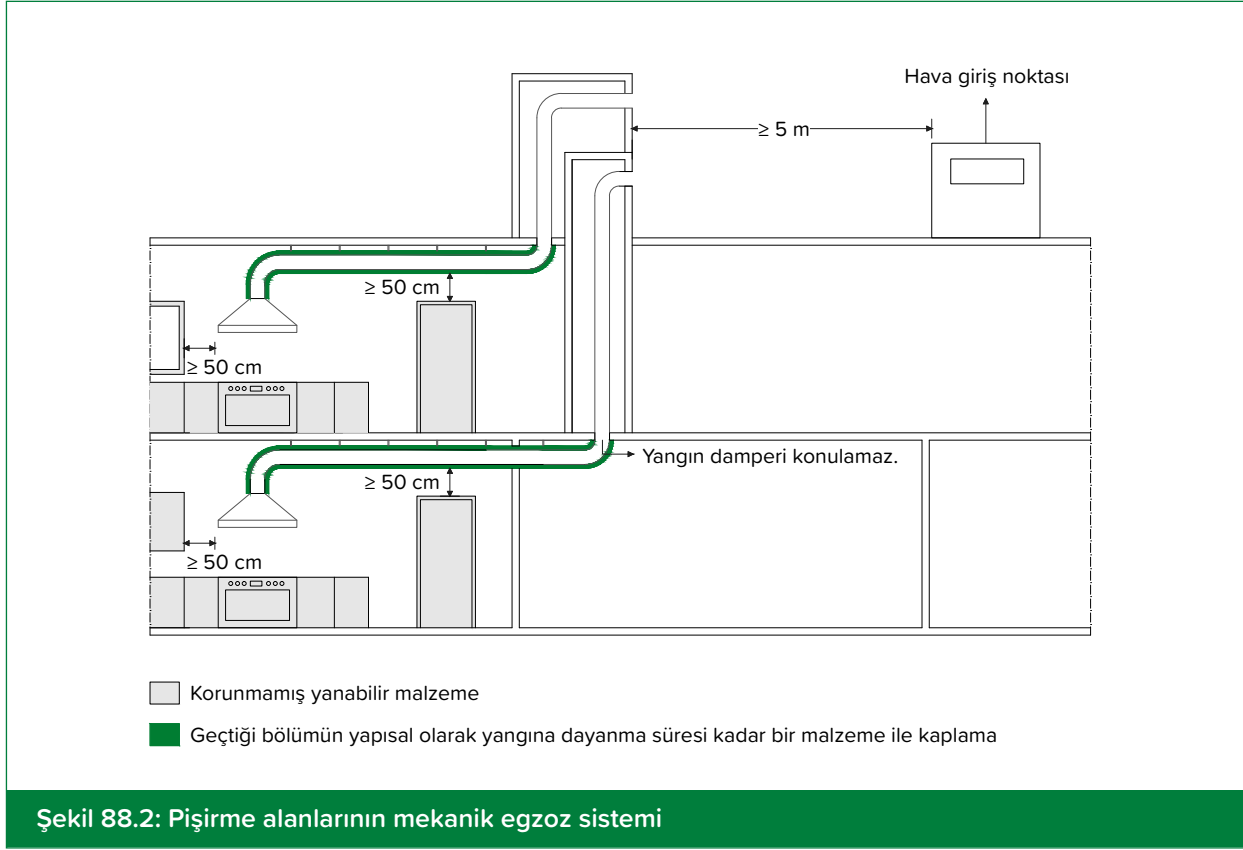 Hava giriş noktası
≥ 5 m
≥ 50 cm
≥ 50 cm
Yangın damperi konulamaz.
≥ 50 cm
≥ 50 cm
Korunmamış yanabilir malzeme
Geçtiği bölümün yapısal olarak yangına dayanma süresi kadar bir malzeme ile kaplama
Şekil 88.2: Pişirme alanlarının mekanik egzoz sistemi